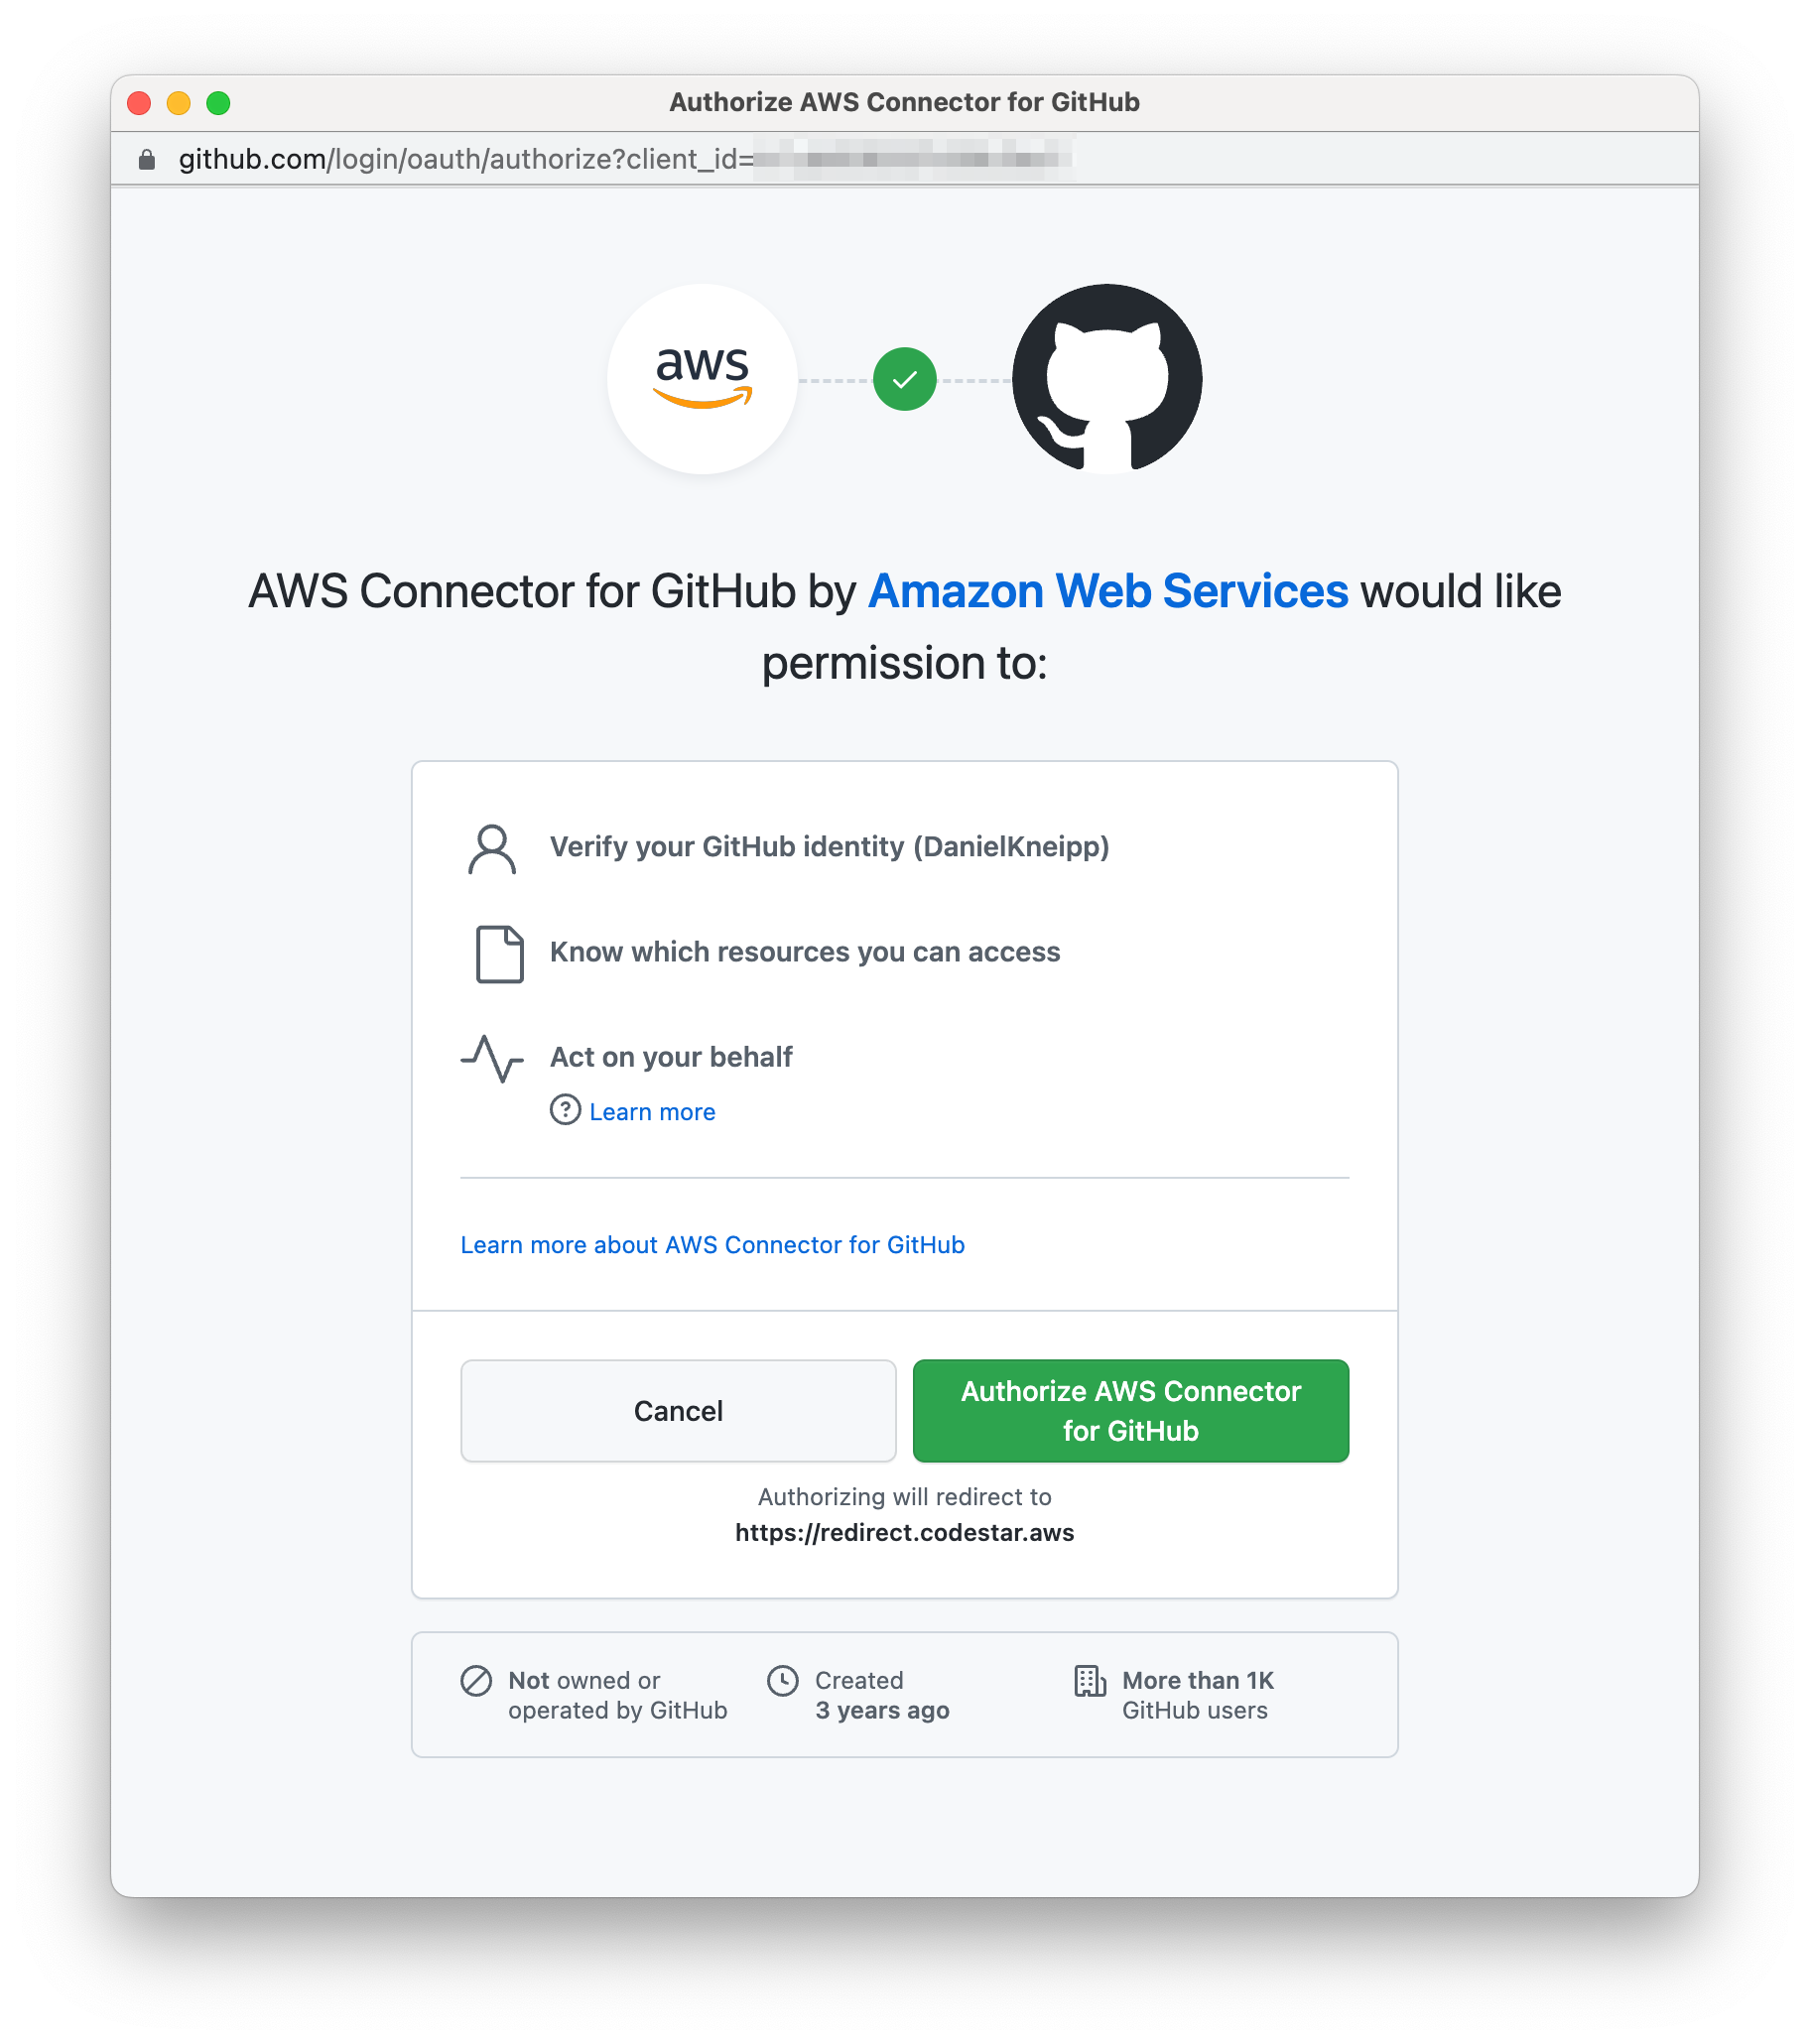 Authorize AWS Connector for GitHub
github.com/login/oauth/authorize?client_id=
aws
AWS Connector for GitHub by Amazon Web Services would like
permission to:
Verify your GitHub identity (DanielKneipp)
Know which resources you can access
Act on your behalf
Learn more
Learn more about AWS Connector for GitHub
Cancel
Authorize AWS Connector
for GitHub
Authorizing will redirect to
https://redirect.codestar.aws
Not owned or
operated by GitHub
Created
3 years ago
More than 1K
GitHub users